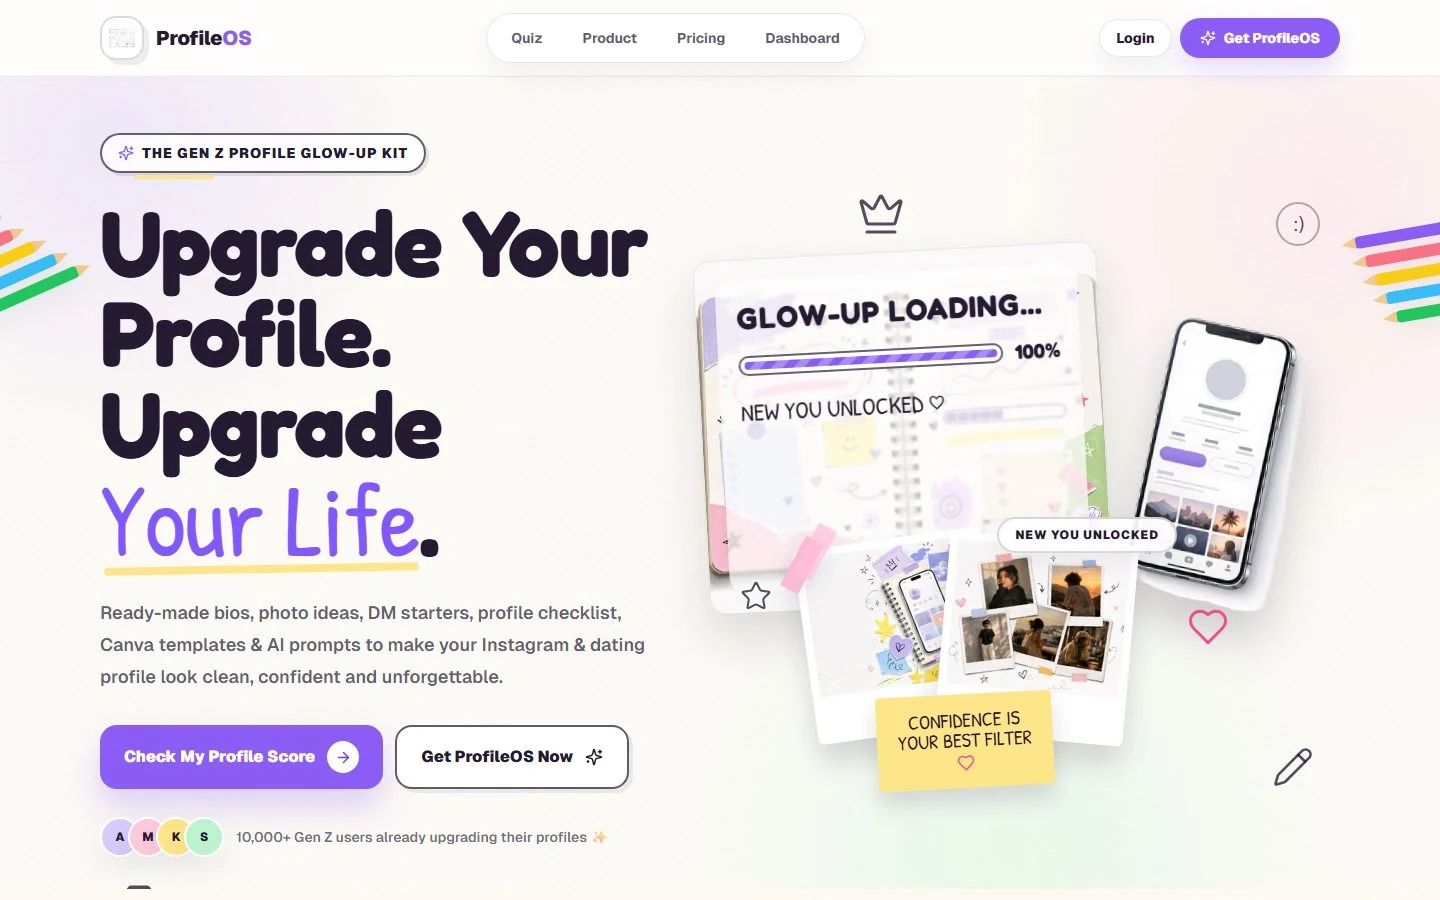 ProfileOS
Quiz
Product
Pricing
Dashboard
Login
Get ProfileOS
THE GEN Z PROFILE GLOW-UP KIT
Upgrade Your
Profile.
Upgrade
Your Life.
Ready-made bios, photo ideas, DM starters, profile checklist,
Canva templates & AI prompts to make your Instagram & dating
profile look clean, confident and unforgettable.
Check My Profile Score
Get ProfileOS Now
A M K S
10,000+ Gen Z users already upgrading their profiles ✨
:)
GLOW-UP LOADING...
100%
NEW YOU UNLOCKED ♡
NEW YOU UNLOCKED
CONFIDENCE IS
YOUR BEST FILTER
♡